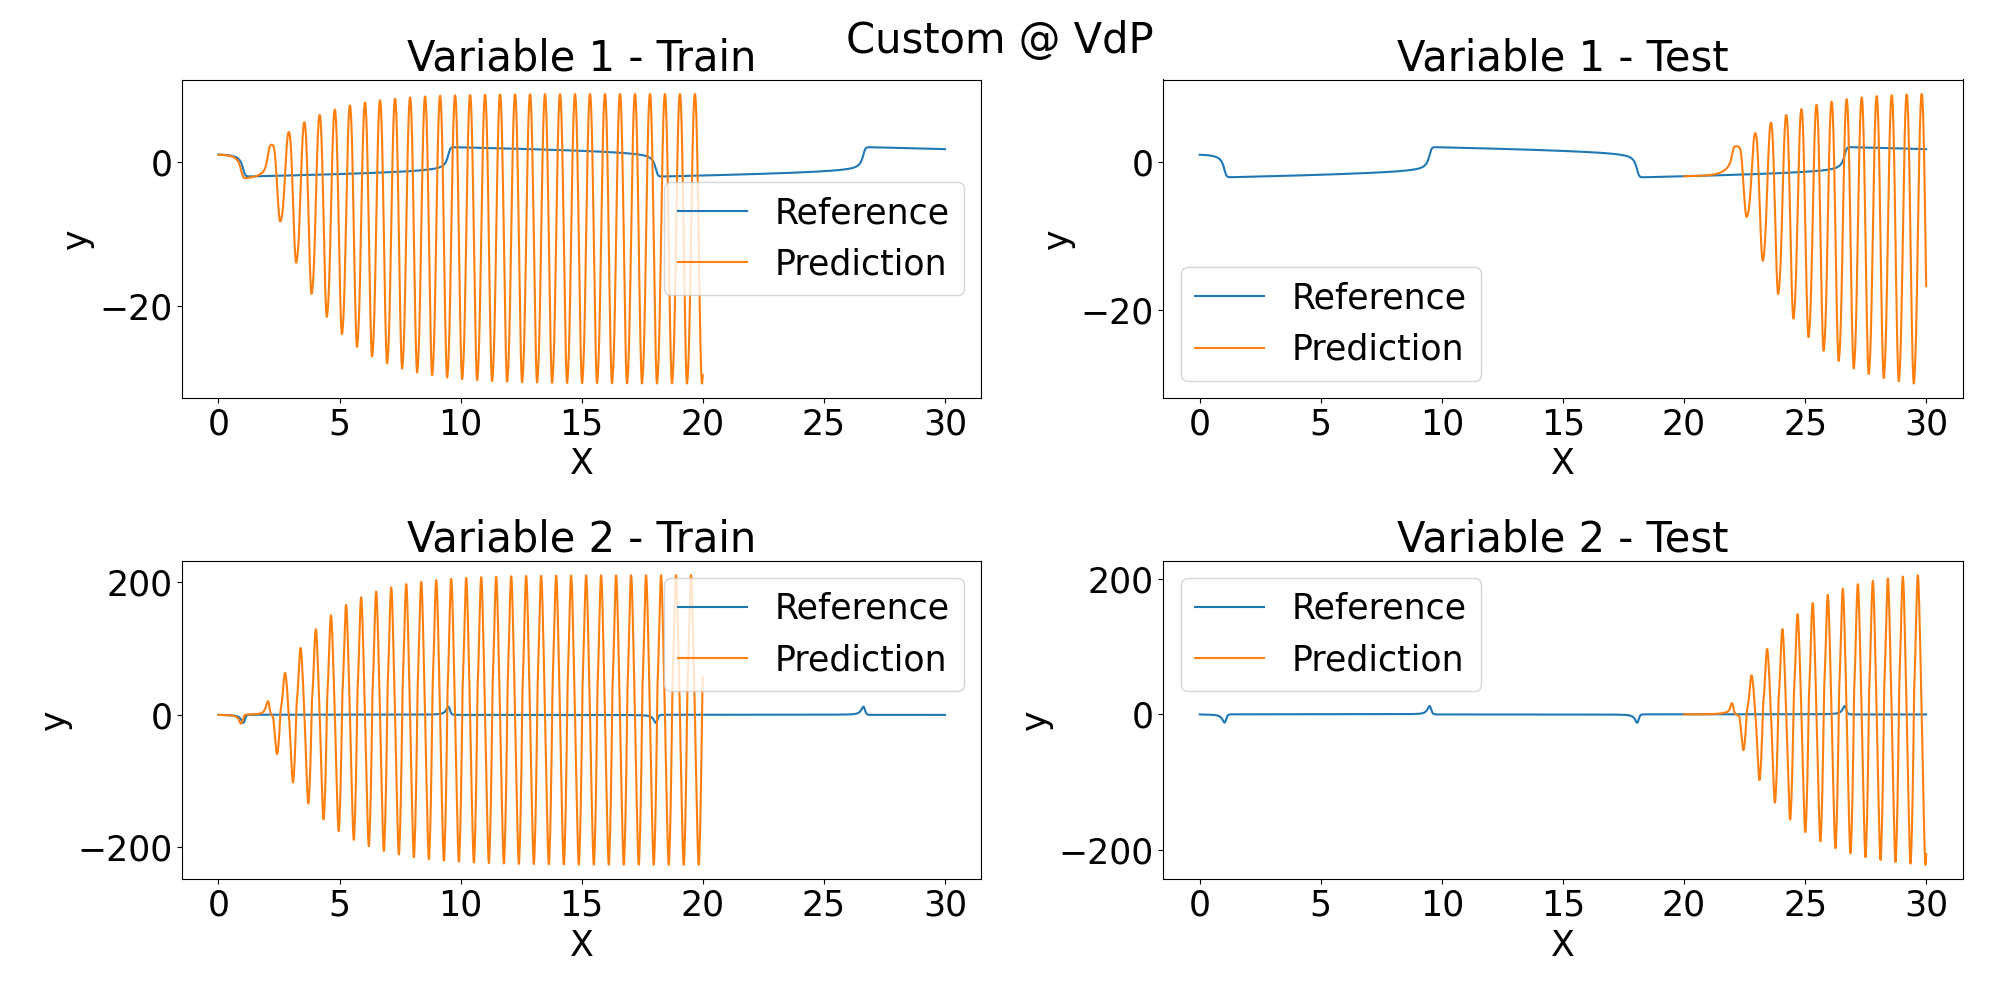 Custom @ VdP
Variable 1 - Train
y
0
−20
Reference
Prediction
0 5 10 15 20 25 30
X
Variable 1 - Test
y
0
−20
Reference
Prediction
0 5 10 15 20 25 30
X
Variable 2 - Train
y
200
0
−200
Reference
Prediction
0 5 10 15 20 25 30
X
Variable 2 - Test
y
200
0
−200
Reference
Prediction
0 5 10 15 20 25 30
X